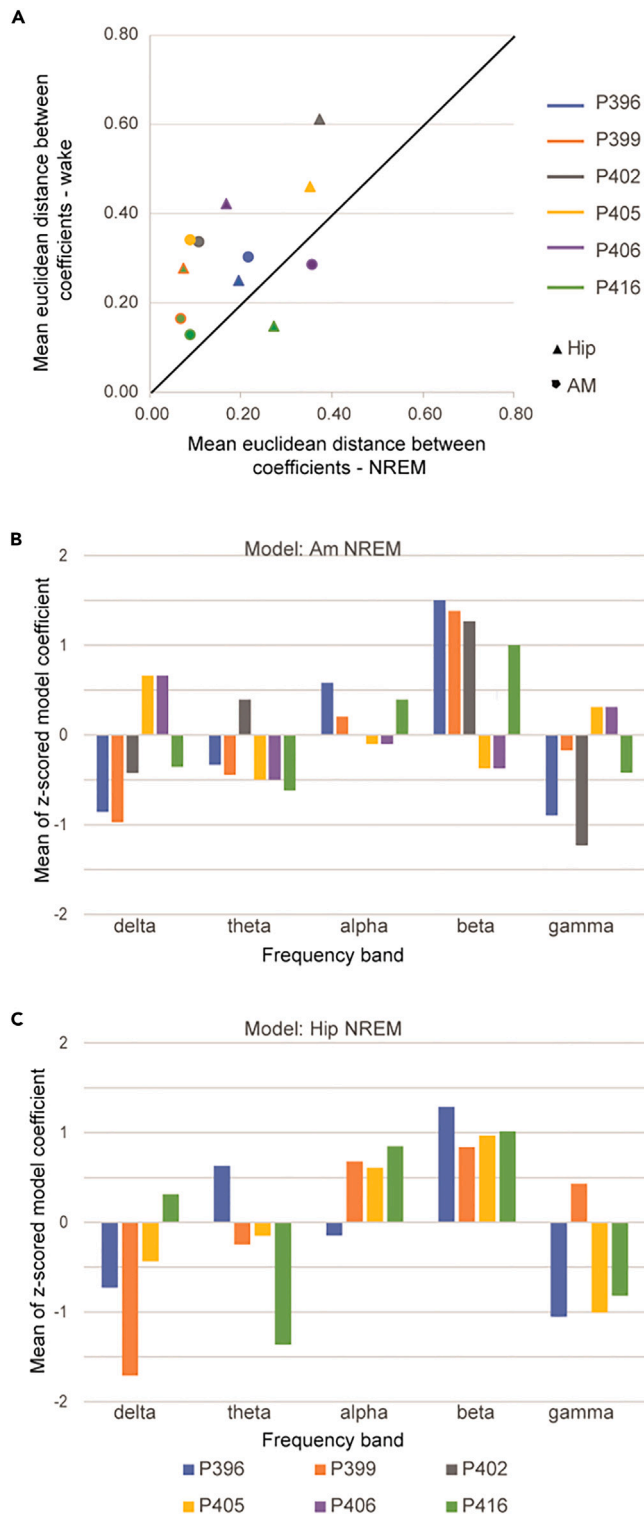 A
Mean euclidean distance between
coefficients - wake
0.80
0.60
0.40
0.20
0.00
0.00 0.20 0.40 0.60 0.80
Mean euclidean distance between
coefficients - NREM
P396
P399
P402
P405
P406
P416
Hip
AM
B
Model: Am NREM
Mean of z-scored model coefficient
2
1
0
-1
-2
delta theta alpha beta gamma
Frequency band
C
Model: Hip NREM
Mean of z-scored model coefficient
2
1
0
-1
-2
delta theta alpha beta gamma
Frequency band
P396 P399 P402
P405 P406 P416